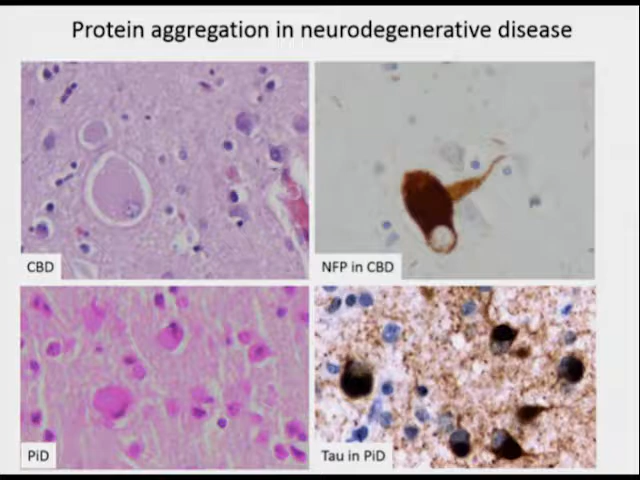 Protein aggregation in neurodegenerative disease
CBD
NFP in CBD
PiD
Tau in PiD